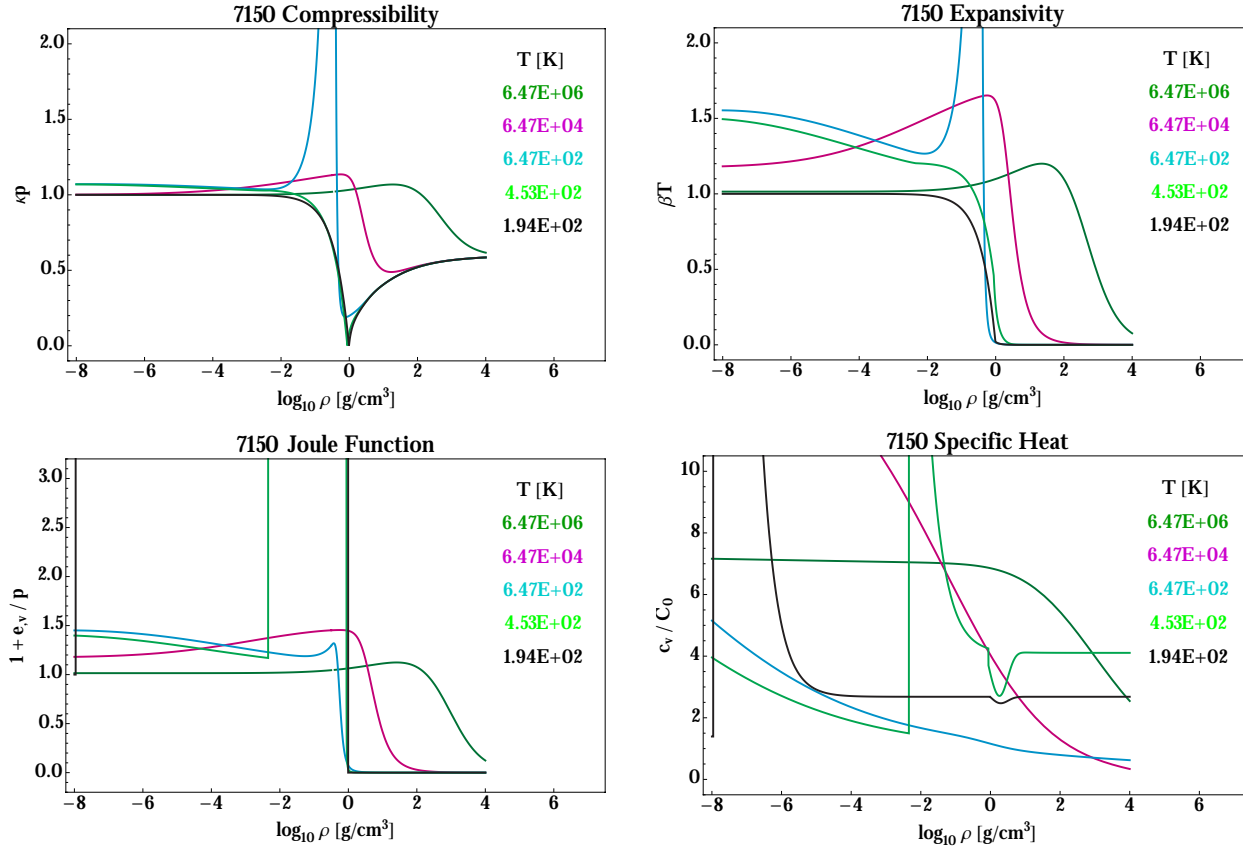 7150 Compressibility
2.0
1.5
1.0
0.5
0.0
κp
T [K]
6.47E+06
6.47E+04
6.47E+02
4.53E+02
1.94E+02
−8 −6 −4 −2 0 2 4 6
log10 ρ [g/cm³]
7150 Expansivity
2.0
1.5
1.0
0.5
0.0
βT
T [K]
6.47E+06
6.47E+04
6.47E+02
4.53E+02
1.94E+02
−8 −6 −4 −2 0 2 4 6
log10 ρ [g/cm³]
7150 Joule Function
3.0
2.5
2.0
1.5
1.0
0.5
0.0
1 + e,v / p
T [K]
6.47E+06
6.47E+04
6.47E+02
4.53E+02
1.94E+02
−8 −6 −4 −2 0 2 4 6
log10 ρ [g/cm³]
7150 Specific Heat
10
8
6
4
2
0
cv / C0
T [K]
6.47E+06
6.47E+04
6.47E+02
4.53E+02
1.94E+02
−8 −6 −4 −2 0 2 4 6
log10 ρ [g/cm³]